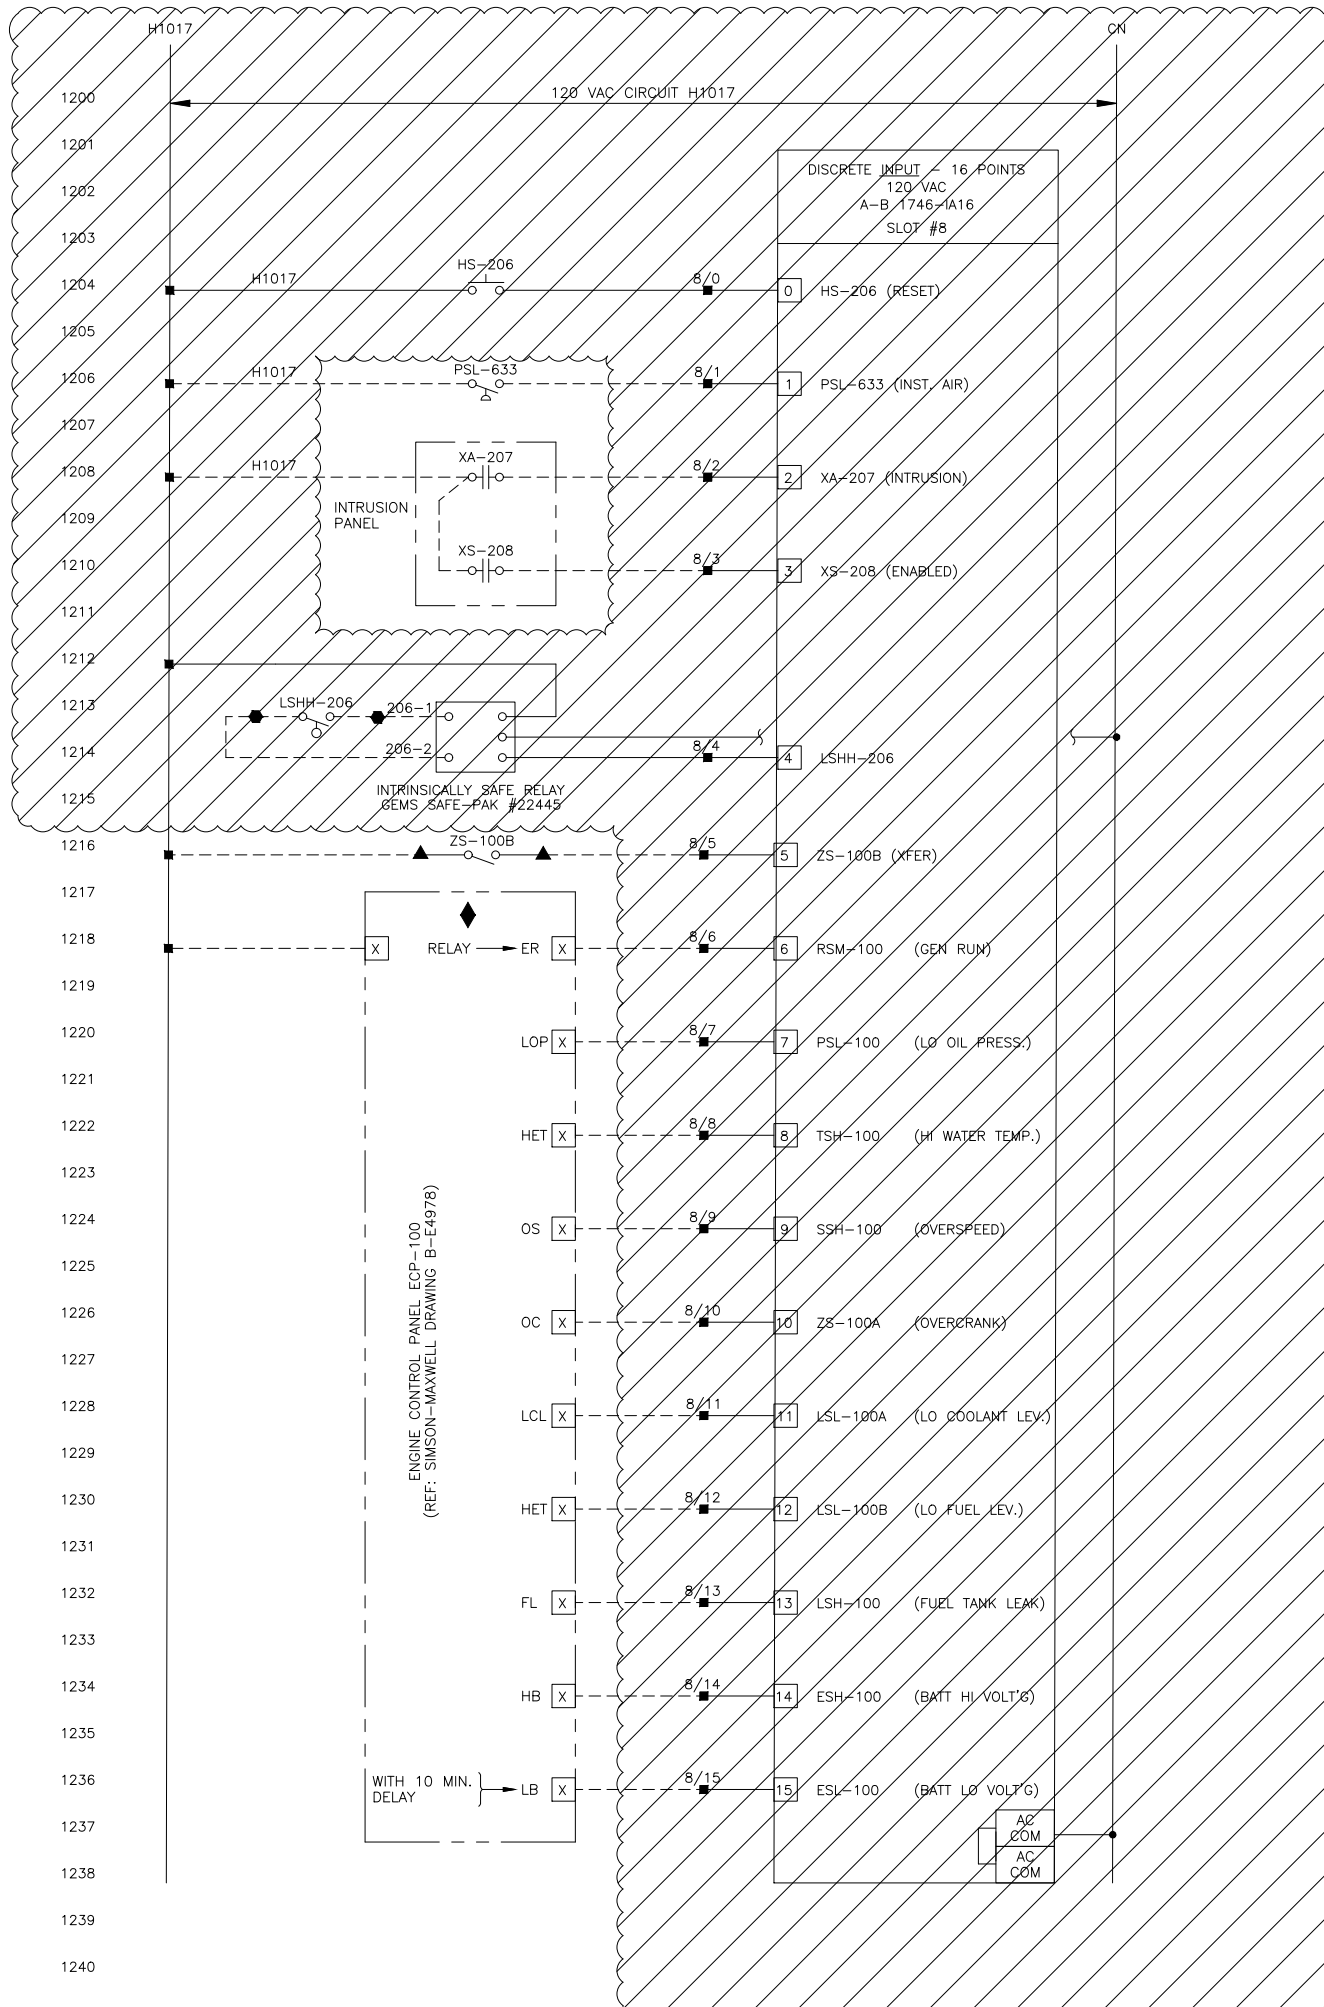 H1017 CN
1200 120 VAC CIRCUIT H1017
1201
DISCRETE INPUT - 16 POINTS
1202 120 VAC
A-B 1746-IA16
1203 SLOT #8
HS-206
1204 H1017 8/0 0 HS-206 (RESET)
1205
PSL-633
1206 H1017 8/1 1 PSL-633 (INST. AIR)
1207
XA-207
1208 H1017 8/2 2 XA-207 (INTRUSION)
INTRUSION
1209 PANEL
XS-208
1210 8/3 3 XS-208 (ENABLED)
1211
1212
1213 LSHH-206 206-1
1214 206-2 8/4 4 LSHH-206
INTRINSICALLY SAFE RELAY
1215 GEMS SAFE-PAK #22445
1216 ZS-100B 8/5 5 ZS-100B (XFER)
1217
1218 X RELAY ER X 8/6 6 RSM-100 (GEN RUN)
1219
1220 LOP X 8/7 7 PSL-100 (LO OIL PRESS.)
1221
1222 HET X 8/8 8 TSH-100 (HI WATER TEMP.)
1223
1224 OS X 8/9 9 SSH-100 (OVERSPEED)
1225
1226 OC X 8/10 10 ZS-100A (OVERCRANK)
1227
1228 LCL X 8/11 11 LSL-100A (LO COOLANT LEV.)
1229
ENGINE CONTROL PANEL ECP-100
(REF: SIMSON-MAXWELL DRAWING B-E4978)
1230 HET X 8/12 12 LSL-100B (LO FUEL LEV.)
1231
1232 FL X 8/13 13 LSH-100 (FUEL TANK LEAK)
1233
1234 HB X 8/14 14 ESH-100 (BATT HI VOLT'G)
1235
1236 WITH 10 MIN. LB X 8/15 15 ESL-100 (BATT LO VOLT'G)
DELAY
1237 AC
COM
1238 AC
COM
1239
1240